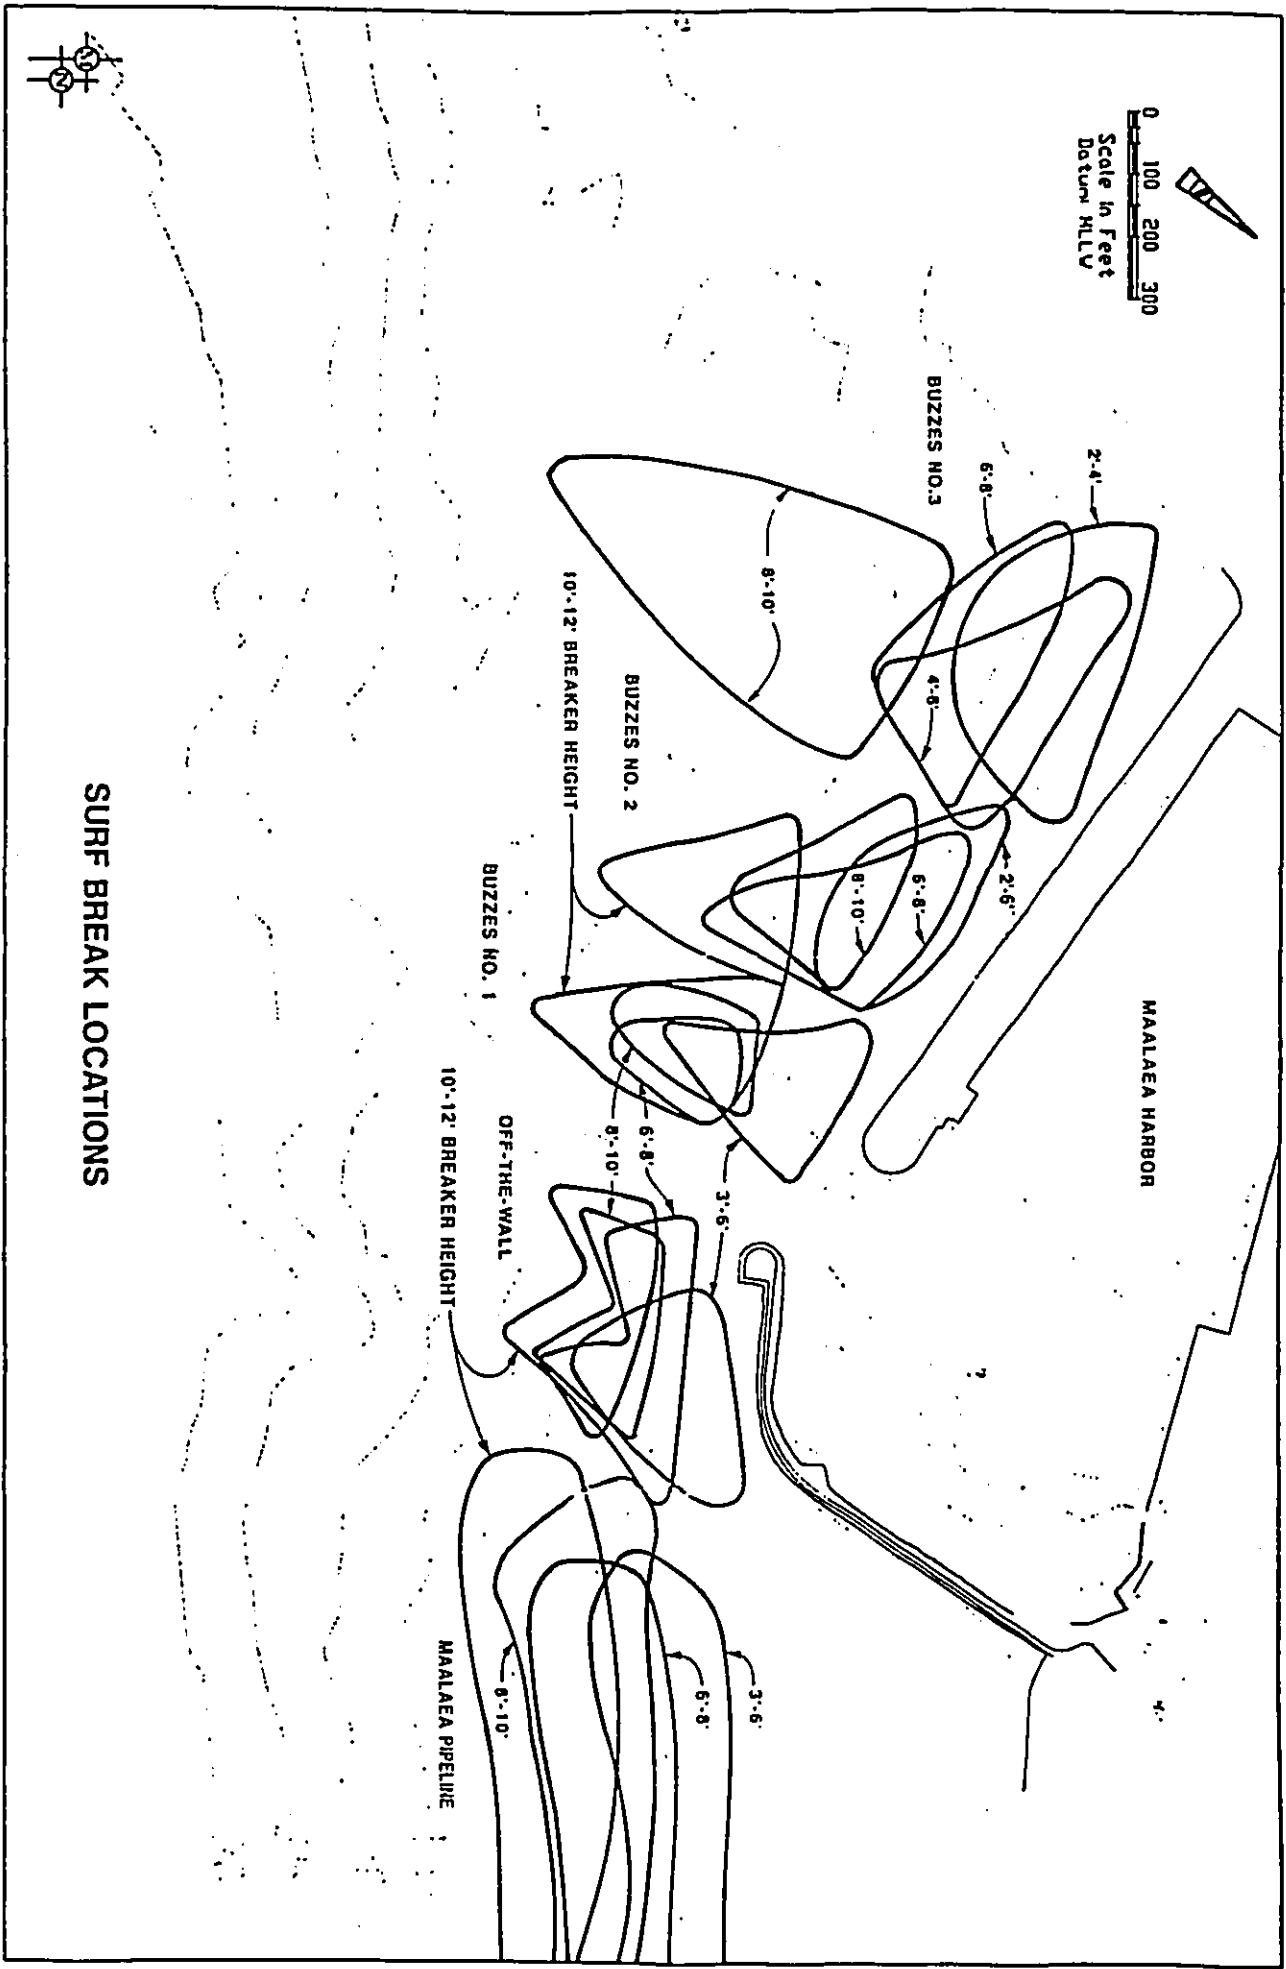 0 100 200 300
Scale in Feet
Datum MLLW
MAALAEA HARBOR
BUZZES NO.3
2'-4'
6'-8'
4'-6'
8'-10'
BUZZES NO. 2
10'-12' BREAKER HEIGHT
2'-6'
6'-8'
8'-10'
BUZZES NO. 1
3'-6'
6'-8'
8'-10'
OFF-THE-WALL
10'-12' BREAKER HEIGHT
3'-6'
6'-8'
8'-10'
MAALAEA PIPELINE
SURF BREAK LOCATIONS